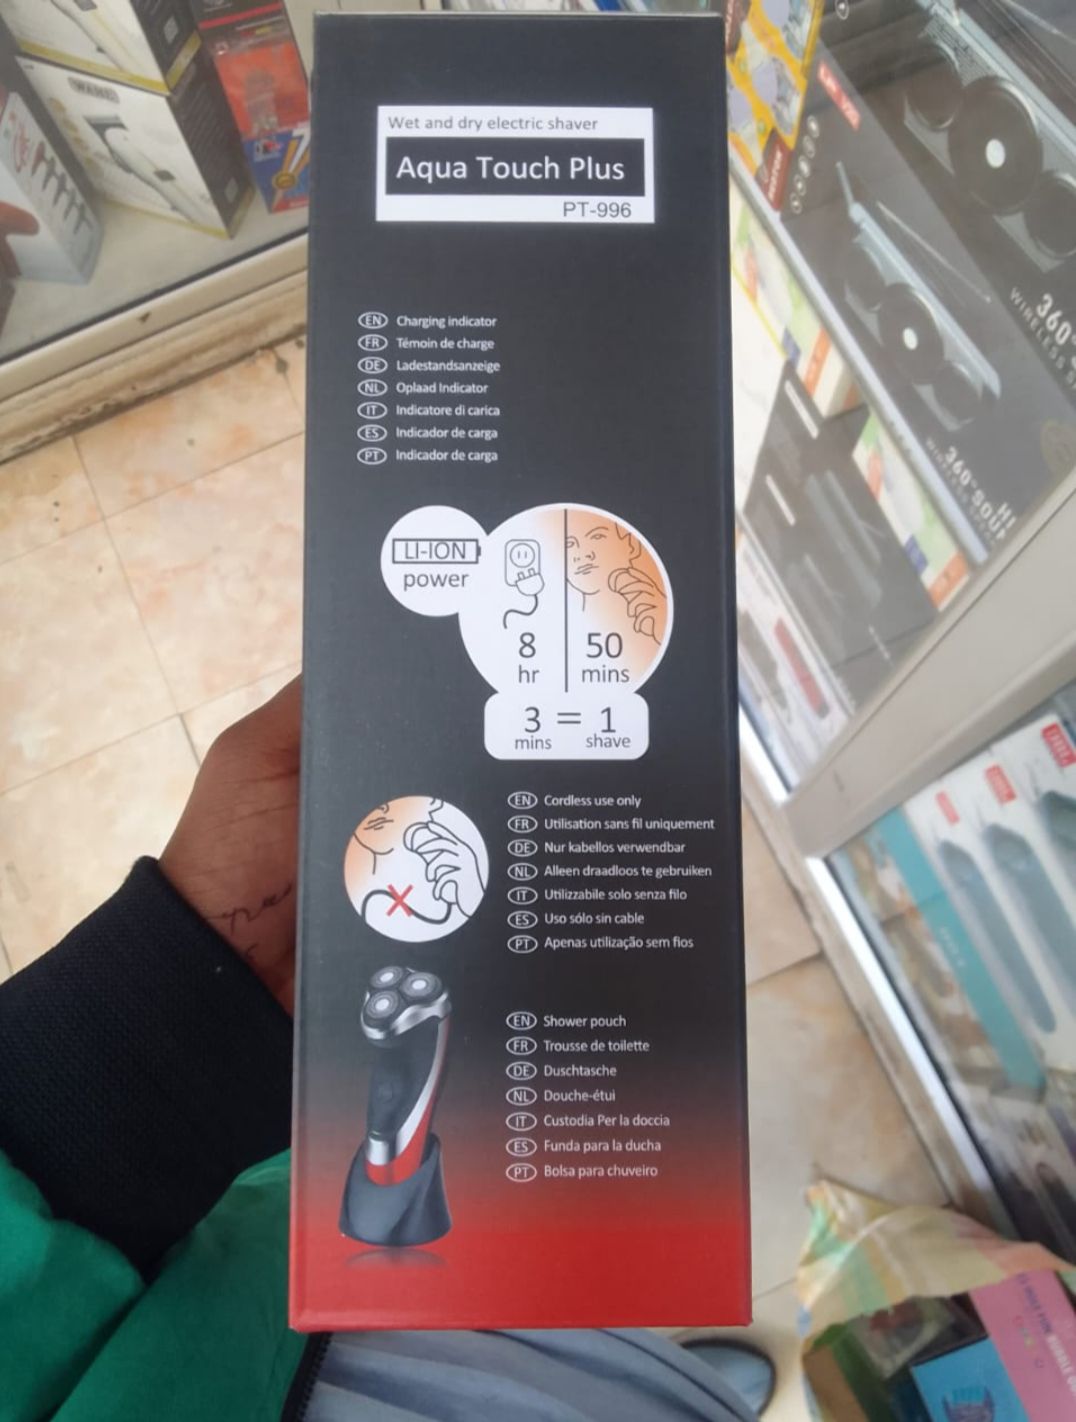 Wet and dry electric shaver
Aqua Touch Plus
PT-996
EN Charging indicator
FR Témoin de charge
DE Ladestandsanzeige
NL Oplaad Indicator
IT Indicatore di carica
ES Indicador de carga
PT Indicador de carga
LI-ION
power
8 50
hr mins
3 = 1
mins shave
EN Cordless use only
FR Utilisation sans fil uniquement
DE Nur kabellos verwendbar
NL Alleen draadloos te gebruiken
IT Utilizzabile solo senza filo
ES Uso sólo sin cable
PT Apenas utilização sem fios
EN Shower pouch
FR Trousse de toilette
DE Duschtasche
NL Douche-étui
IT Custodia Per la doccia
ES Funda para la ducha
PT Bolsa para chuveiro
WAHL
360°
WIRELESS
360°SOU